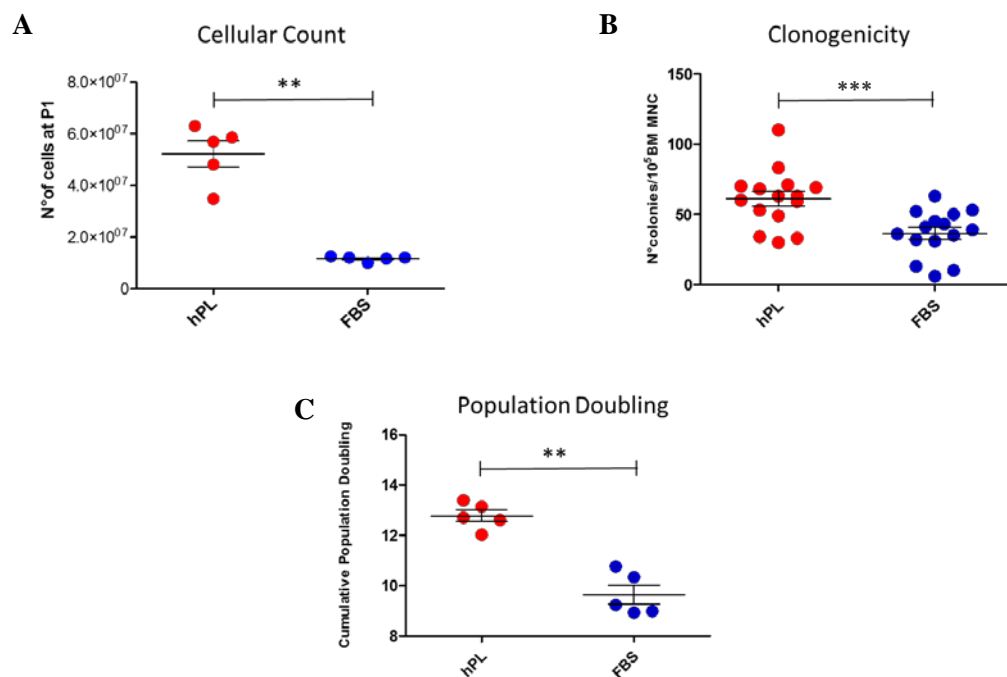 A
Cellular Count
N°of cells at P1
8.0×10⁰⁷
6.0×10⁰⁷
4.0×10⁰⁷
2.0×10⁰⁷
0
**
hPL
FBS
B
Clonogenicity
N°colonies/10⁵BM MNC
150
100
50
0
***
hPL
FBS
C
Population Doubling
Cumulative Population Doubling
16
14
12
10
8
**
hPL
FBS